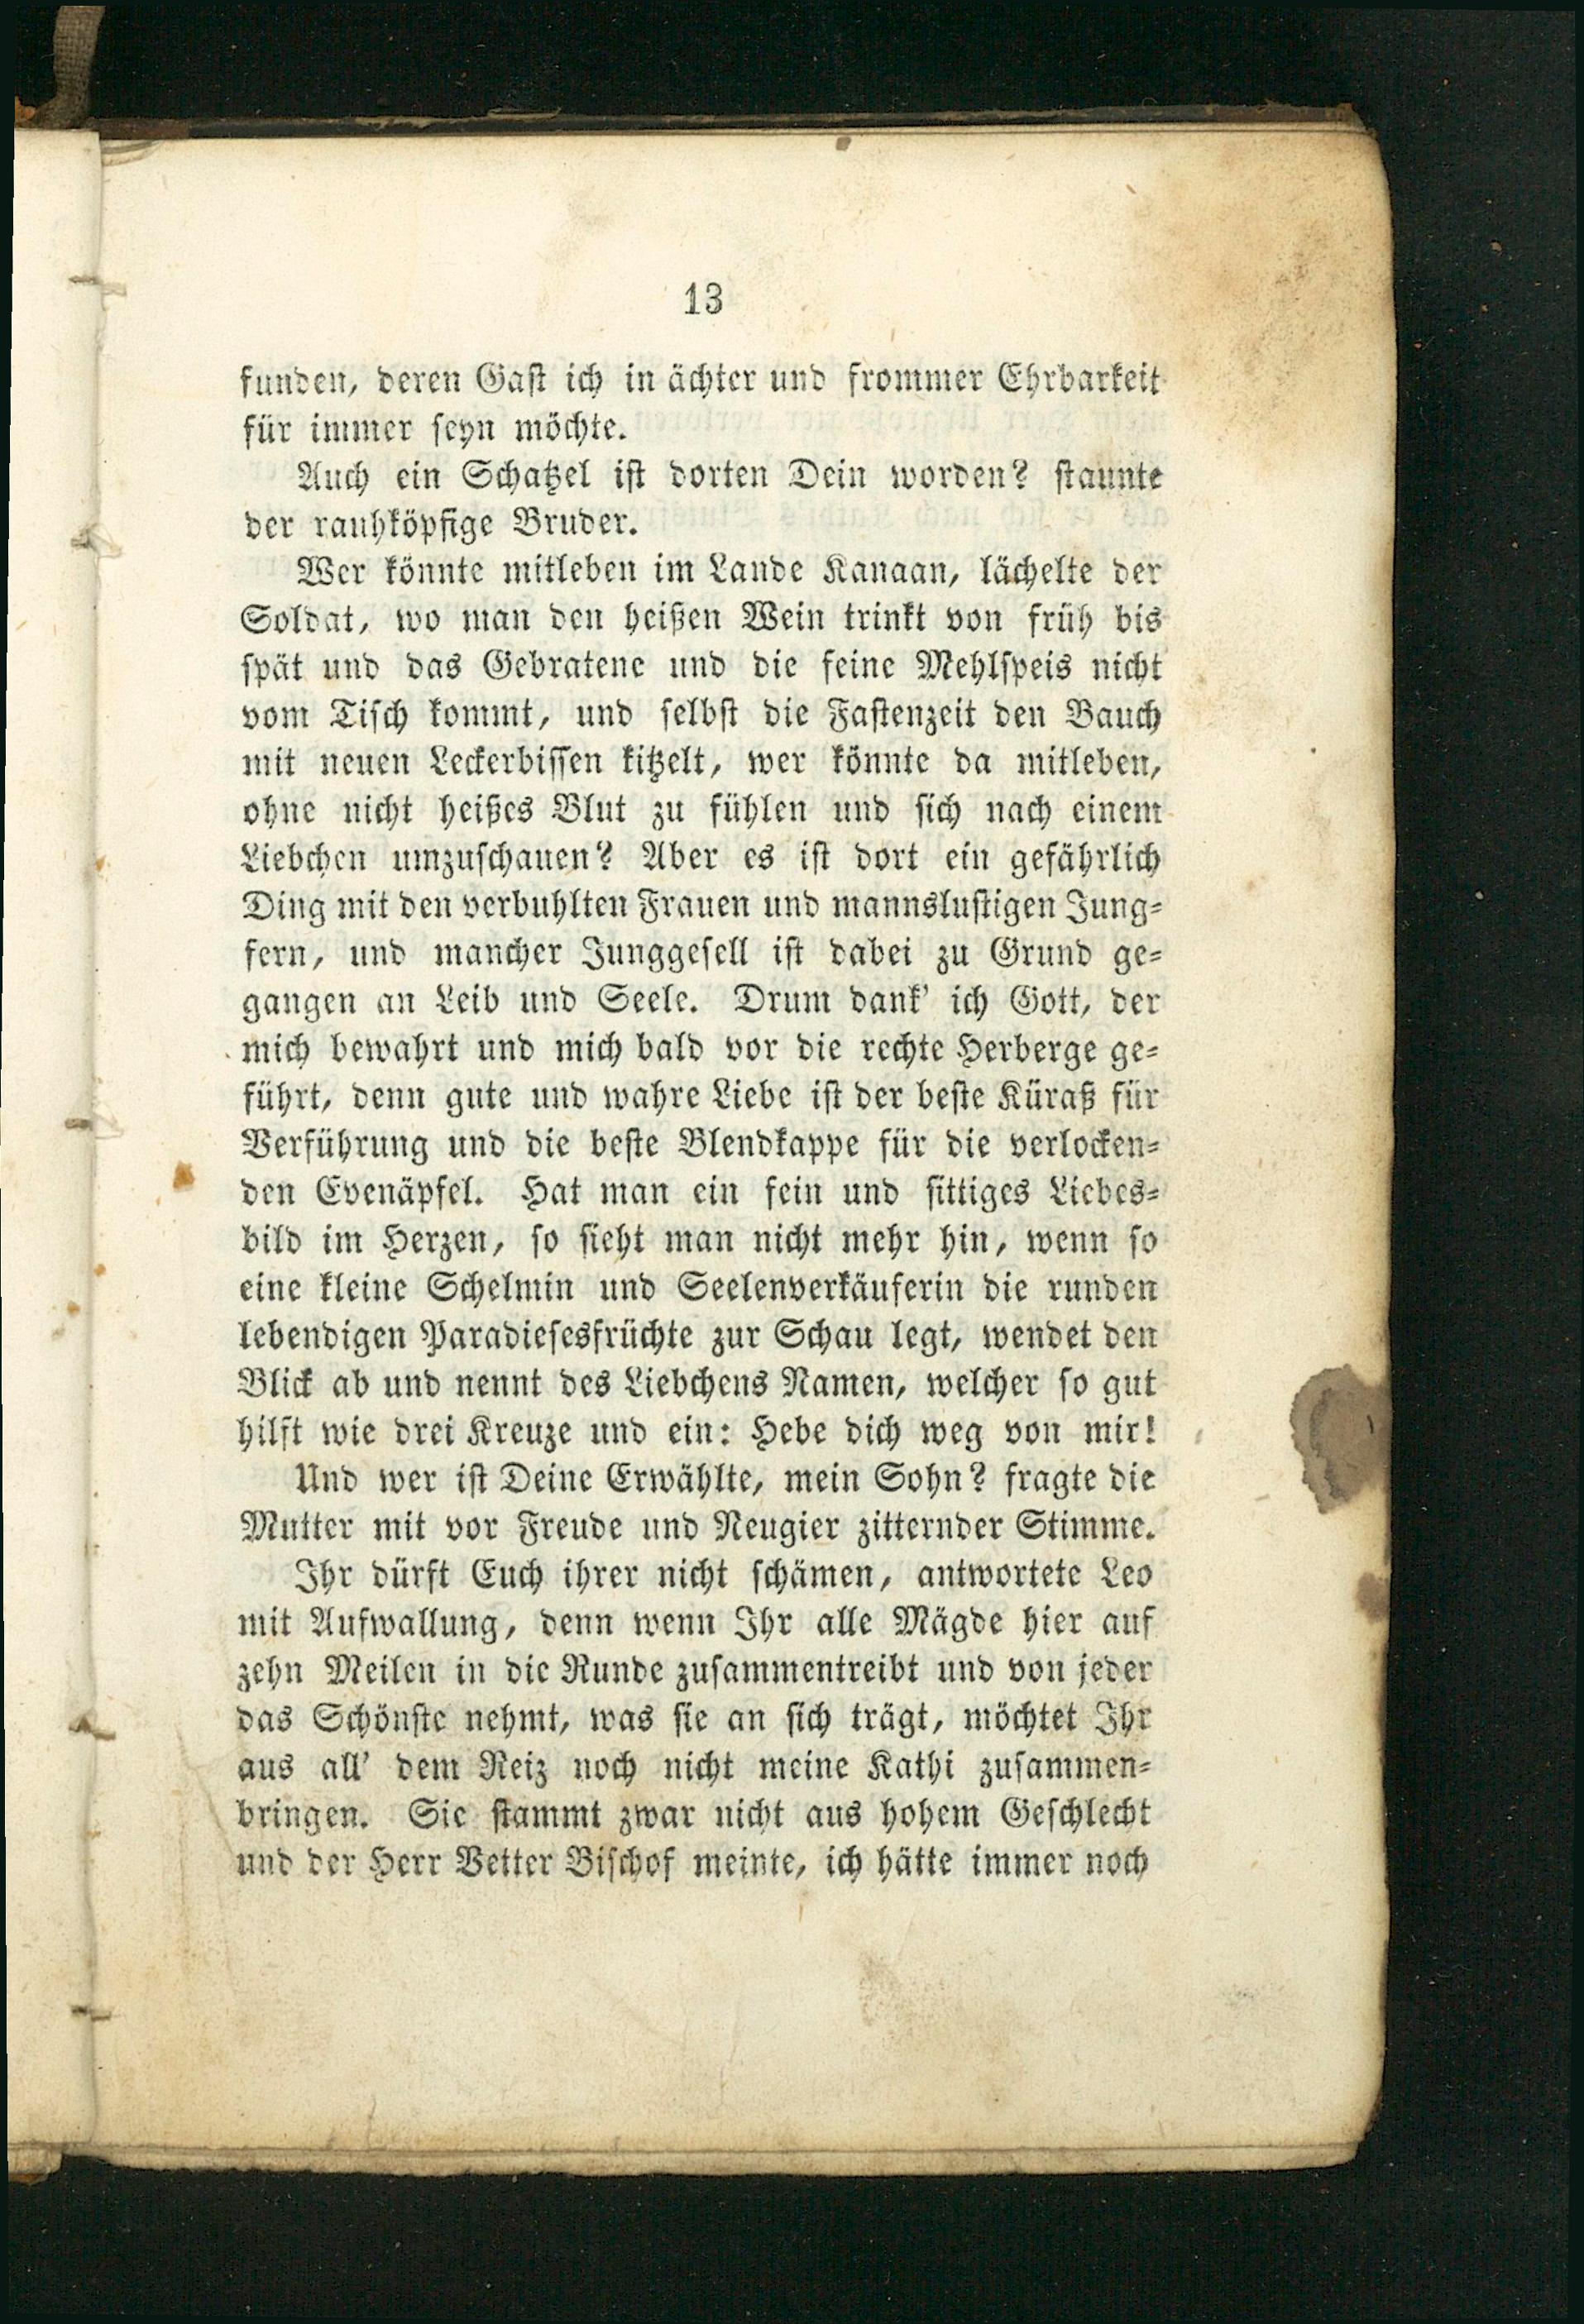 13
funden, deren Gast ich in ächter und frommer Ehrbarkeit
für immer seyn möchte.
Auch ein Schatzel ist dorten Dein worden? staunte
der rauhköpfige Bruder.
Wer könnte mitleben im Lande Kanaan, lächelte der
Soldat, wo man den heißen Wein trinkt von früh bis
spät und das Gebratene und die feine Mehlspeis nicht
vom Tisch kommt, und selbst die Fastenzeit den Bauch
mit neuen Leckerbissen kitzelt, wer könnte da mitleben,
ohne nicht heißes Blut zu fühlen und sich nach einem
Liebchen umzuschauen? Aber es ist dort ein gefährlich
Ding mit den verbuhlten Frauen und mannslustigen Jung-
fern, und mancher Junggesell ist dabei zu Grund ge-
gangen an Leib und Seele. Drum dank' ich Gott, der
mich bewahrt und mich bald vor die rechte Herberge ge-
führt, denn gute und wahre Liebe ist der beste Küraß für
Verführung und die beste Blendkappe für die verlocken-
den Evenäpfel. Hat man ein fein und sittiges Liebes-
bild im Herzen, so sieht man nicht mehr hin, wenn so
eine kleine Schelmin und Seelenverkäuferin die runden
lebendigen Paradiesesfrüchte zur Schau legt, wendet den
Blick ab und nennt des Liebchens Namen, welcher so gut
hilft wie drei Kreuze und ein: Hebe dich weg von mir!
Und wer ist Deine Erwählte, mein Sohn? fragte die
Mutter mit vor Freude und Neugier zitternder Stimme.
Ihr dürft Euch ihrer nicht schämen, antwortete Leo
mit Aufwallung, denn wenn Ihr alle Mägde hier auf
zehn Meilen in die Runde zusammentreibt und von jeder
das Schönste nehmt, was sie an sich trägt, möchtet Ihr
aus all' dem Reiz noch nicht meine Kathi zusammen-
bringen. Sie stammt zwar nicht aus hohem Geschlecht
und der Herr Vetter Bischof meinte, ich hätte immer noch